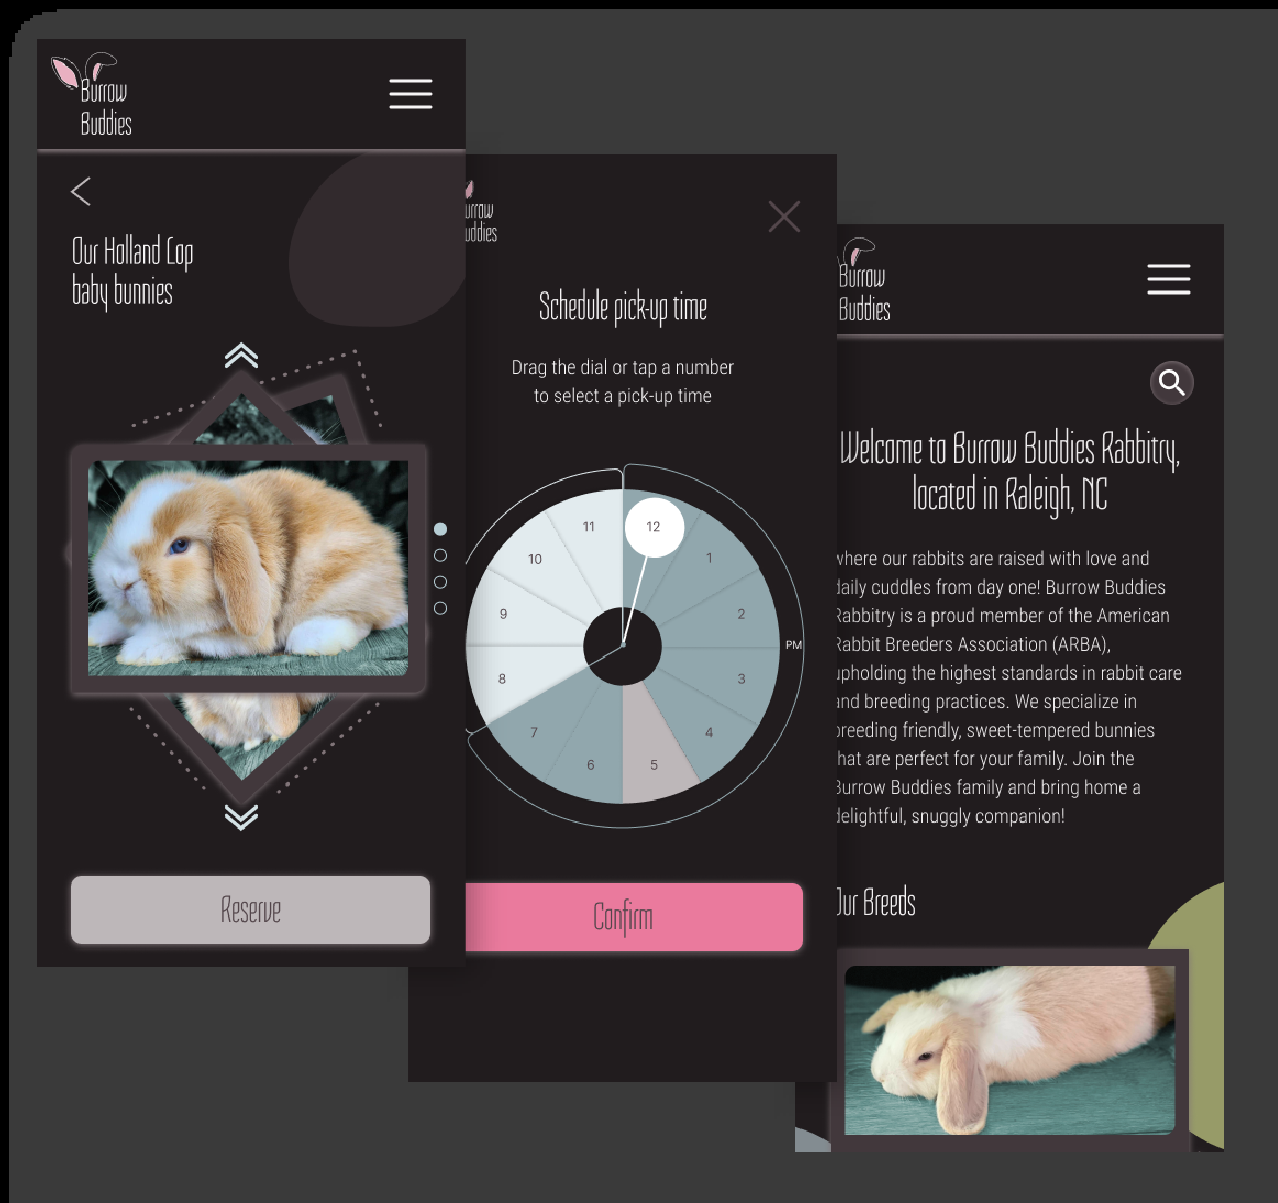 Burrow
Buddies
Our Holland Lop
baby bunnies
Reserve
urrow
uddies
Schedule pick-up time
Drag the dial or tap a number
to select a pick-up time
11
12
10
1
9
2
PM
8
3
7
4
6
5
Confirm
Burrow
Buddies
Welcome to Burrow Buddies Rabbitry,
located in Raleigh, NC
where our rabbits are raised with love and
daily cuddles from day one! Burrow Buddies
Rabbitry is a proud member of the American
Rabbit Breeders Association (ARBA),
upholding the highest standards in rabbit care
and breeding practices. We specialize in
breeding friendly, sweet-tempered bunnies
that are perfect for your family. Join the
Burrow Buddies family and bring home a
delightful, snuggly companion!
Our Breeds